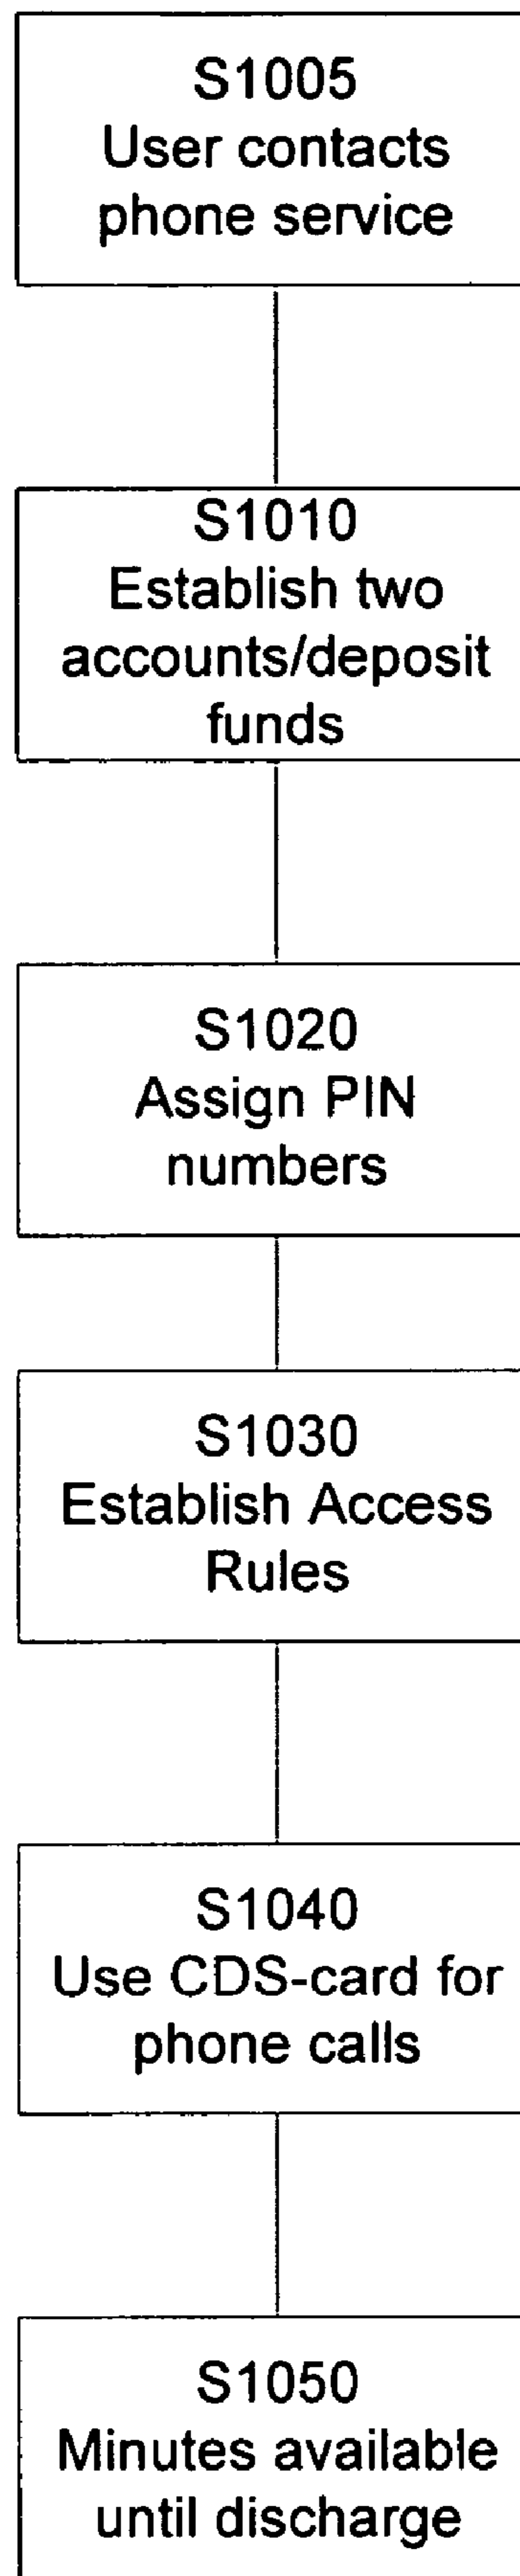 S1005
User contacts
phone service
S1010
Establish two
accounts/deposit
funds
S1020
Assign PIN
numbers
S1030
Establish Access
Rules
S1040
Use CDS-card for
phone calls
S1050
Minutes available
until discharge